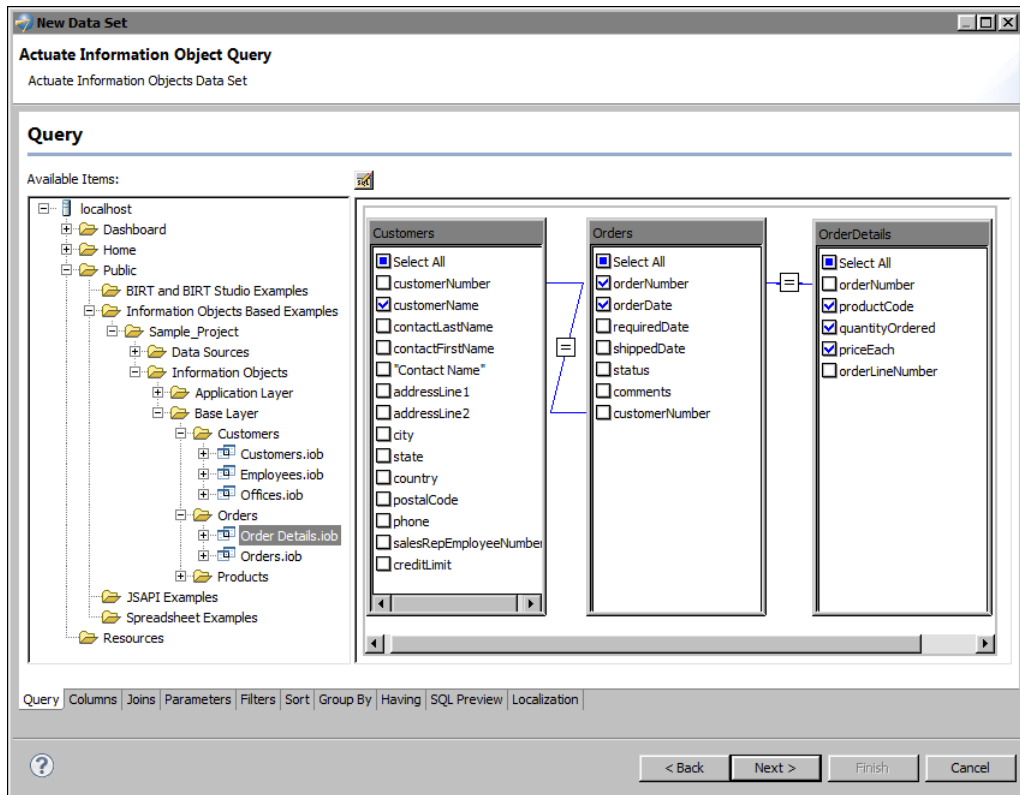 New Data Set
Actuate Information Object Query
Actuate Information Objects Data Set
Query
Available Items:
sql
localhost
Dashboard
Home
Public
BIRT and BIRT Studio Examples
Information Objects Based Examples
Sample_Project
Data Sources
Information Objects
Application Layer
Base Layer
Customers
Customers.iob
Employees.iob
Offices.iob
Orders
Order Details.iob
Orders.iob
Products
JSAPI Examples
Spreadsheet Examples
Resources
Customers
Select All
customerNumber
customerName
contactLastName
contactFirstName
"Contact Name"
addressLine1
addressLine2
city
state
country
postalCode
phone
salesRepEmployeeNumber
creditLimit
=
Orders
Select All
orderNumber
orderDate
requiredDate
shippedDate
status
comments
customerNumber
=
OrderDetails
Select All
orderNumber
productCode
quantityOrdered
priceEach
orderLineNumber
Query Columns Joins Parameters Filters Sort Group By Having SQL Preview Localization
? < Back Next > Finish Cancel